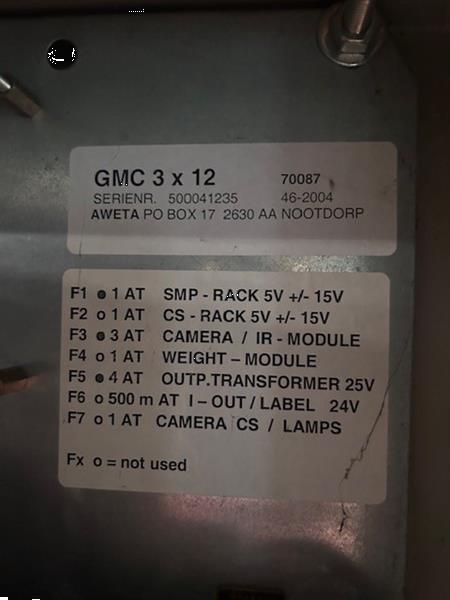 GMC 3 x 12 70087
SERIENR. 500041235 46-2004
AWETA PO BOX 17 2630 AA NOOTDORP
F1 ● 1 AT SMP - RACK 5V +/- 15V
F2 o 1 AT CS - RACK 5V +/- 15V
F3 ● 3 AT CAMERA / IR - MODULE
F4 o 1 AT WEIGHT – MODULE
F5 ● 4 AT OUTP.TRANSFORMER 25V
F6 o 500 m AT I – OUT / LABEL 24V
F7 o 1 AT CAMERA CS / LAMPS
Fx o = not used